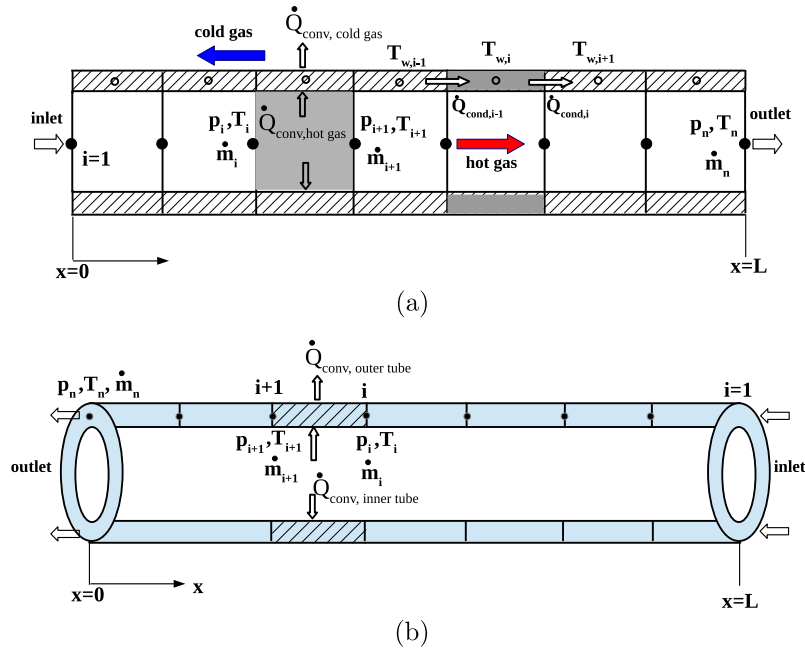 cold gas
Q̇conv, cold gas
Tw,i-1 Tw,i Tw,i+1
inlet
i=1
pi,Ti
ṁi
Q̇conv,hot gas
pi+1,Ti+1
ṁi+1
Q̇cond,i-1
Q̇cond,i
hot gas
pn,Tn
ṁn
outlet
x=0
x=L
(a)
Q̇conv, outer tube
pn,Tn, ṁn
i+1
i
i=1
outlet
pi+1,Ti+1
ṁi+1
pi,Ti
ṁi
Q̇conv, inner tube
inlet
x=0
x
x=L
(b)